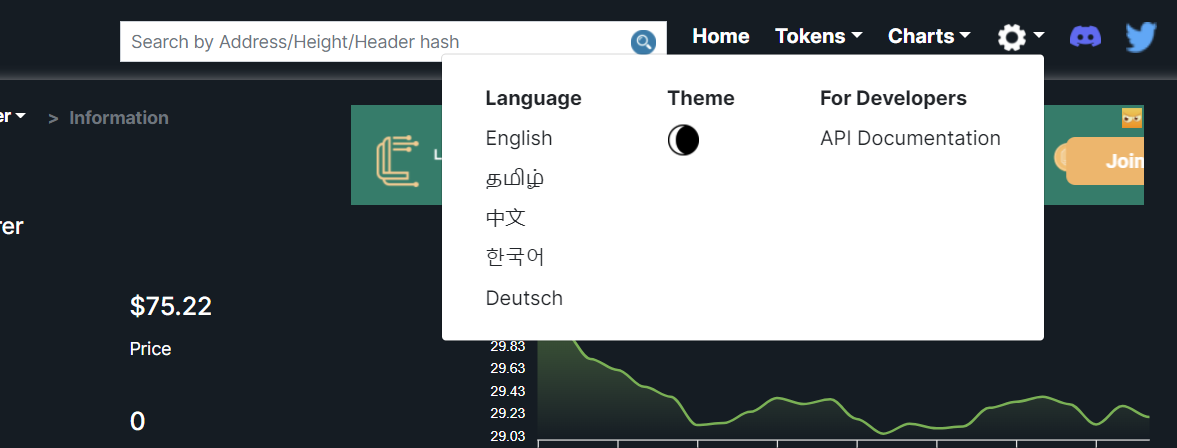 Search by Address/Height/Header hash
Home Tokens Charts
er > Information
Language
English
தமிழ்
中文
한국어
Deutsch
Theme
For Developers
API Documentation
Join
rer
$75.22
Price
0
29.83
29.63
29.43
29.23
29.03